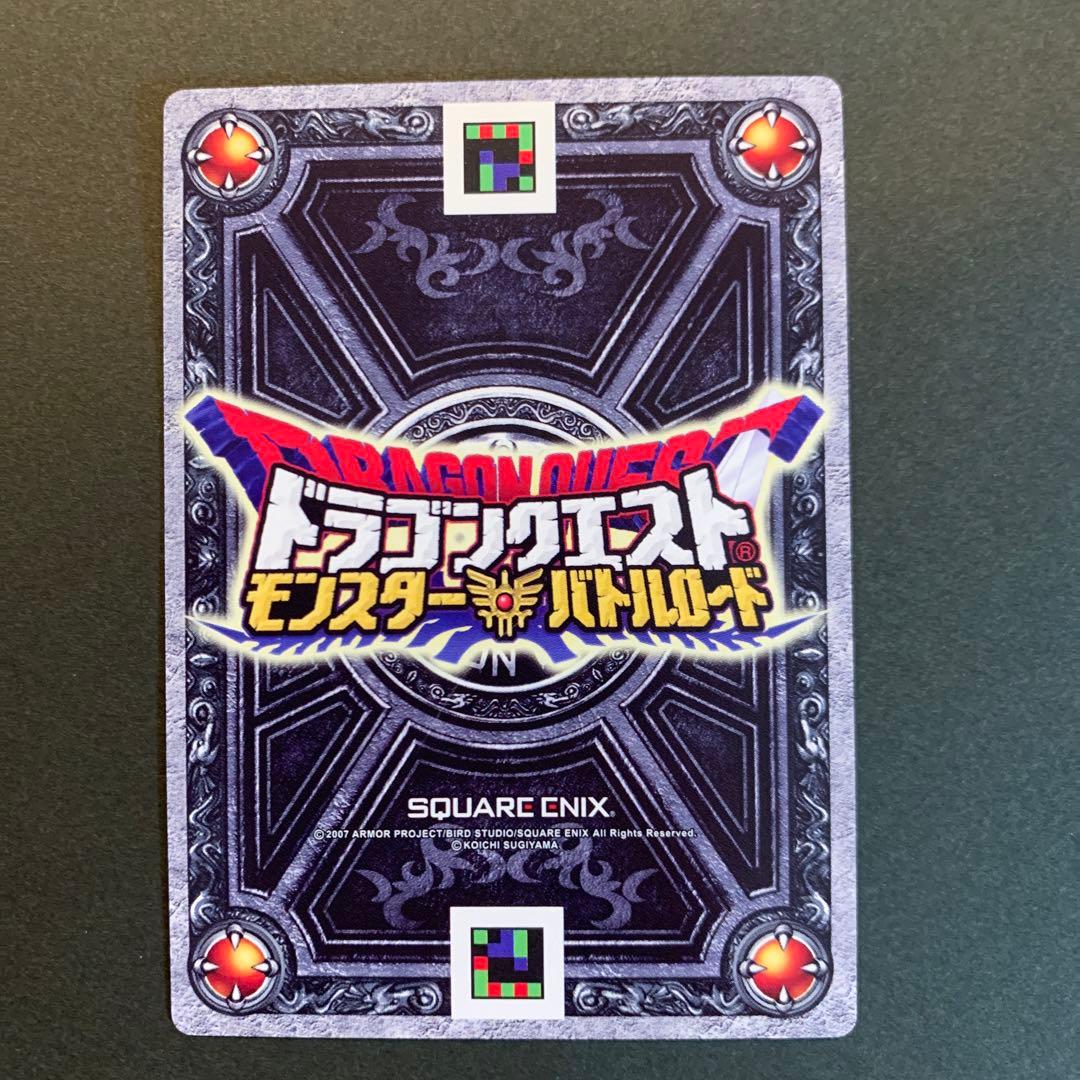 DRAGON QUEST
ドラゴンクエスト®
モンスターバトルロード
SQUARE ENIX®
©2007 ARMOR PROJECT/BIRD STUDIO/SQUARE ENIX All Rights Reserved.
©KOICHI SUGIYAMA